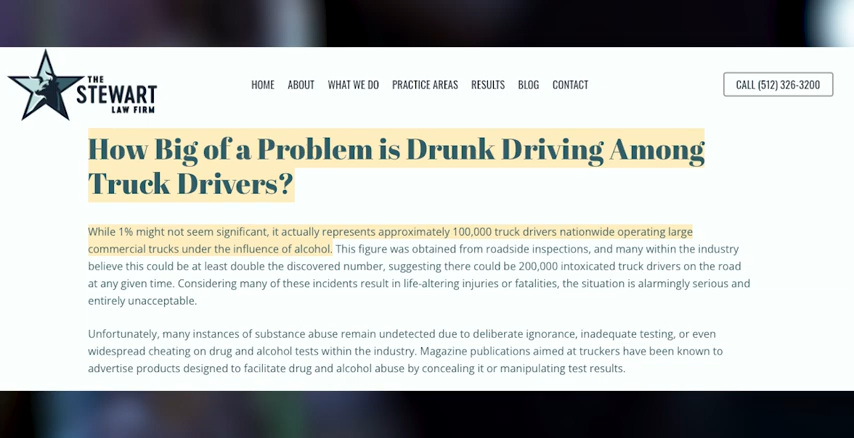 THE
STEWART
LAW FIRM
HOME ABOUT WHAT WE DO PRACTICE AREAS RESULTS BLOG CONTACT
CALL (512) 326-3200
How Big of a Problem is Drunk Driving Among
Truck Drivers?
While 1% might not seem significant, it actually represents approximately 100,000 truck drivers nationwide operating large
commercial trucks under the influence of alcohol. This figure was obtained from roadside inspections, and many within the industry
believe this could be at least double the discovered number, suggesting there could be 200,000 intoxicated truck drivers on the road
at any given time. Considering many of these incidents result in life-altering injuries or fatalities, the situation is alarmingly serious and
entirely unacceptable.
Unfortunately, many instances of substance abuse remain undetected due to deliberate ignorance, inadequate testing, or even
widespread cheating on drug and alcohol tests within the industry. Magazine publications aimed at truckers have been known to
advertise products designed to facilitate drug and alcohol abuse by concealing it or manipulating test results.